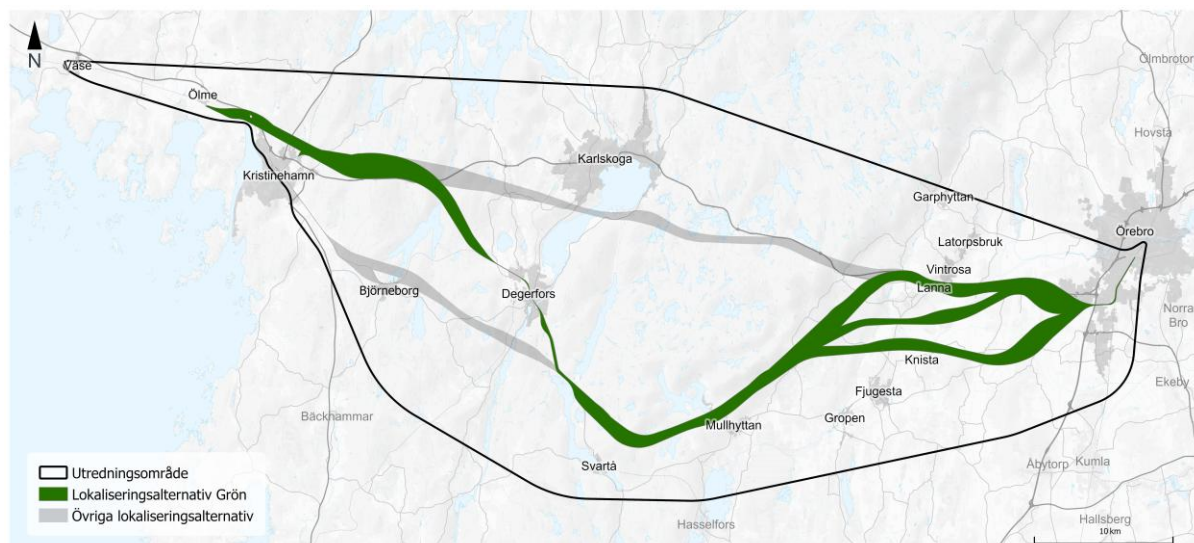 N
Väse
Ölme
Kristinehamn
Karlskoga
Björneborg
Degerfors
Bäckhammar
Svartå
Hasselfors
Mullhyttan
Gropen
Fjugesta
Knista
Lanna
Vintrosa
Latorpsbruk
Garphyttan
Ölmbrotorp
Hovsta
Örebro
Norra
Bro
Ekeby
Åbytorp
Kumla
Hallsberg
10 km
Utredningsområde
Lokaliseringsalternativ Grön
Övriga lokaliseringsalternativ